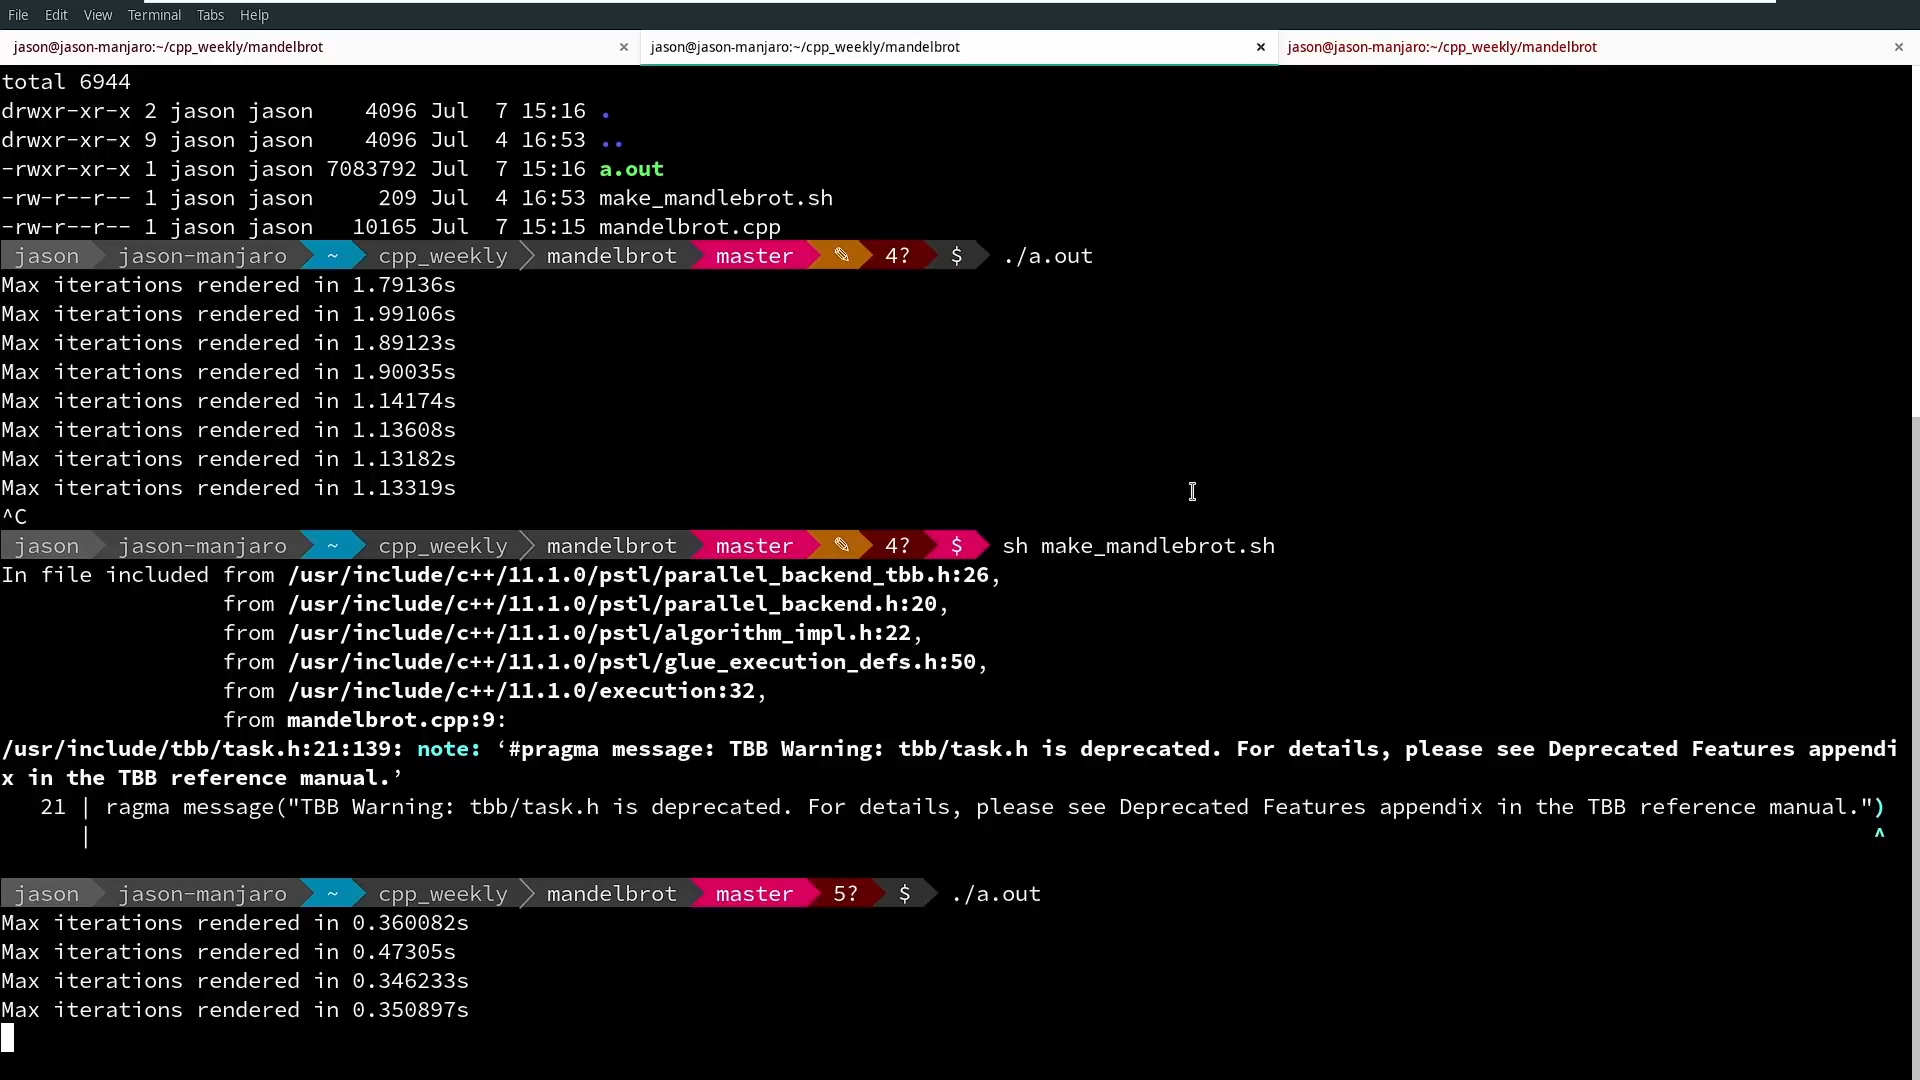 File Edit View Terminal Tabs Help
jason@jason-manjaro:~/cpp_weekly/mandelbrot × jason@jason-manjaro:~/cpp_weekly/mandelbrot × jason@jason-manjaro:~/cpp_weekly/mandelbrot ×
total 6944
drwxr-xr-x 2 jason jason    4096 Jul  7 15:16 .
drwxr-xr-x 9 jason jason    4096 Jul  4 16:53 ..
-rwxr-xr-x 1 jason jason 7083792 Jul  7 15:16 a.out
-rw-r--r-- 1 jason jason     209 Jul  4 16:53 make_mandlebrot.sh
-rw-r--r-- 1 jason jason   10165 Jul  7 15:15 mandelbrot.cpp
jason jason-manjaro ~ cpp_weekly mandelbrot master ✎ 4? $ ./a.out
Max iterations rendered in 1.79136s
Max iterations rendered in 1.99106s
Max iterations rendered in 1.89123s
Max iterations rendered in 1.90035s
Max iterations rendered in 1.14174s
Max iterations rendered in 1.13608s
Max iterations rendered in 1.13182s
Max iterations rendered in 1.13319s
^C
jason jason-manjaro ~ cpp_weekly mandelbrot master ✎ 4? $ sh make_mandlebrot.sh
In file included from /usr/include/c++/11.1.0/pstl/parallel_backend_tbb.h:26,
                 from /usr/include/c++/11.1.0/pstl/parallel_backend.h:20,
                 from /usr/include/c++/11.1.0/pstl/algorithm_impl.h:22,
                 from /usr/include/c++/11.1.0/pstl/glue_execution_defs.h:50,
                 from /usr/include/c++/11.1.0/execution:32,
                 from mandelbrot.cpp:9:
/usr/include/tbb/task.h:21:139: note: ‘#pragma message: TBB Warning: tbb/task.h is deprecated. For details, please see Deprecated Features appendi
x in the TBB reference manual.’
   21 | ragma message("TBB Warning: tbb/task.h is deprecated. For details, please see Deprecated Features appendix in the TBB reference manual.")
      | ^
jason jason-manjaro ~ cpp_weekly mandelbrot master 5? $ ./a.out
Max iterations rendered in 0.360082s
Max iterations rendered in 0.47305s
Max iterations rendered in 0.346233s
Max iterations rendered in 0.350897s